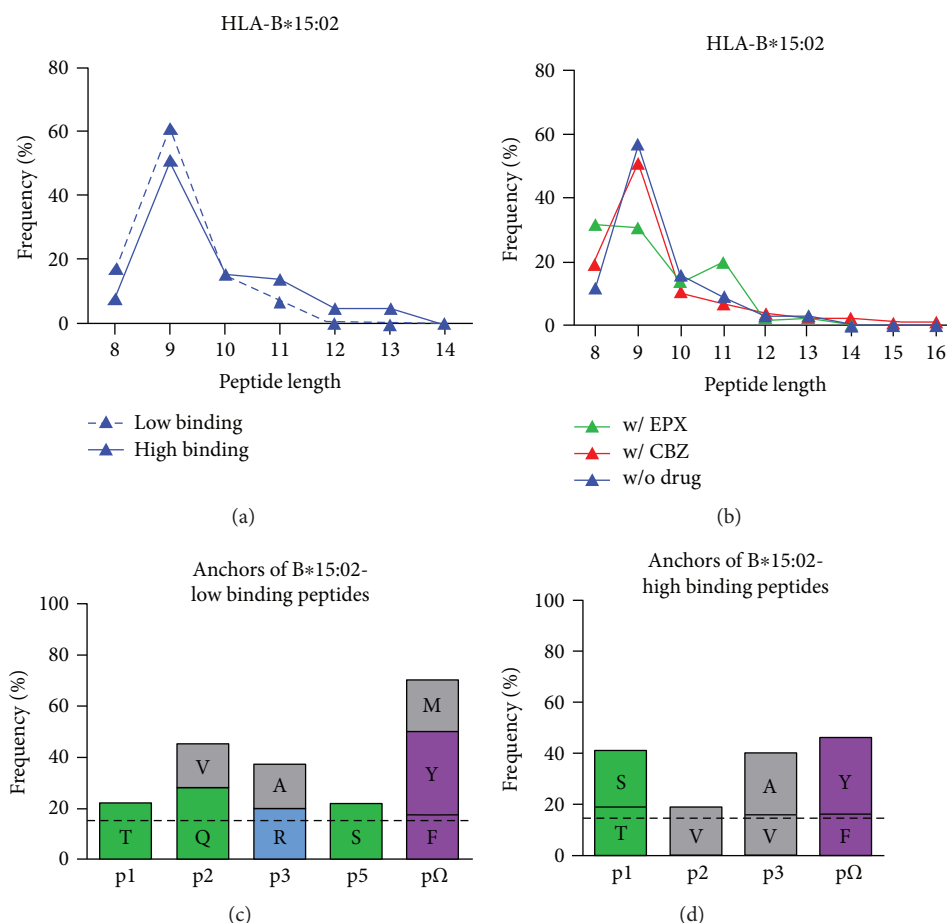 HLA-B∗15:02
80
60
40
20
0
Frequency (%)
8 9 10 11 12 13 14
Peptide length
Low binding
High binding
(a)
HLA-B∗15:02
80
60
40
20
0
Frequency (%)
8 9 10 11 12 13 14 15 16
Peptide length
w/ EPX
w/ CBZ
w/o drug
(b)
Anchors of B∗15:02-
low binding peptides
100
80
60
40
20
0
Frequency (%)
T
V
Q
A
R
S
M
Y
F
p1 p2 p3 p5 pΩ
(c)
Anchors of B∗15:02-
high binding peptides
100
80
60
40
20
0
Frequency (%)
S
T
V
A
V
Y
F
p1 p2 p3 pΩ
(d)